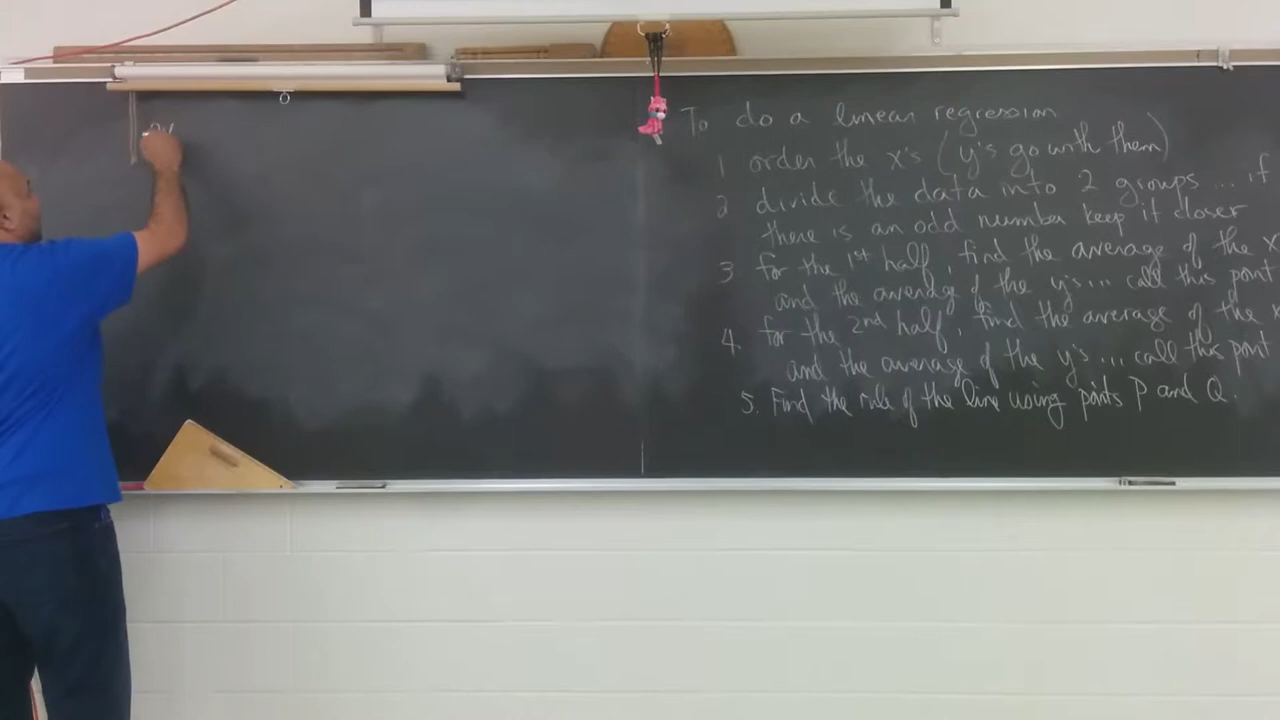 To do a linear regression
1 order the x's (y's go with them)
2 divide the data into 2 groups ... if
there is an odd number keep it closer
3 for the 1st half, find the average of the x
and the average of the y's ... call this point
4. for the 2nd half, find the average of the x
and the average of the y's ... call this point
5. Find the rule of the line using points P and Q.